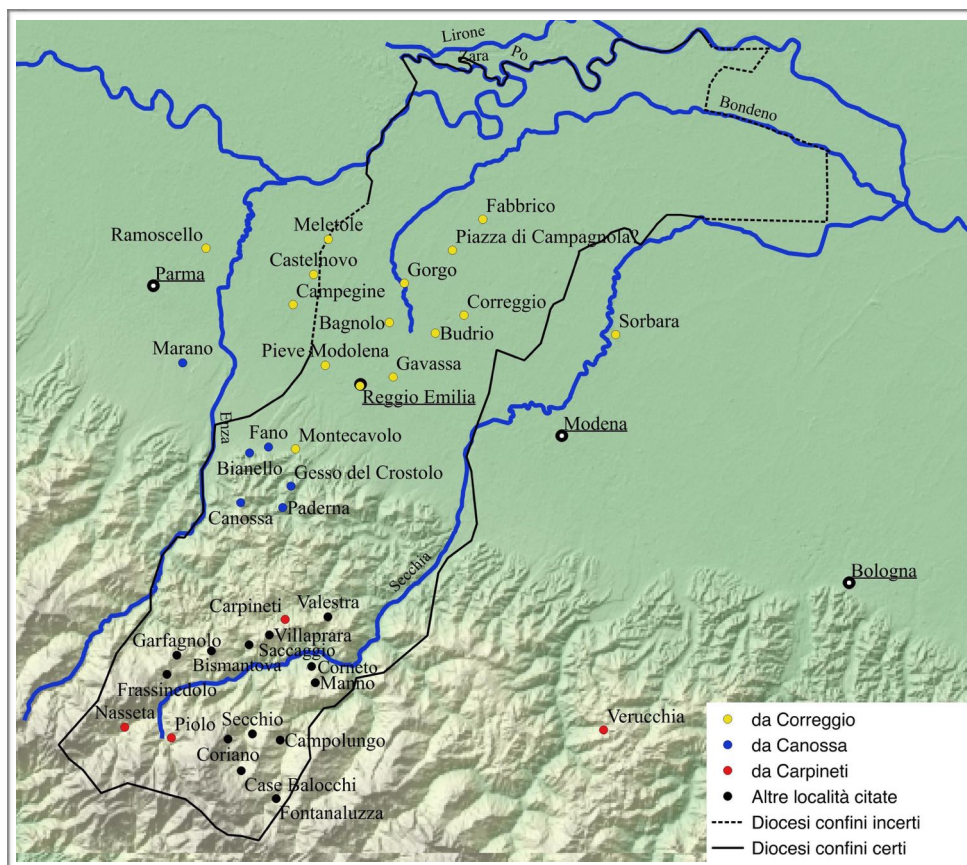 Lirone
Zara
Po
Bondeno
Fabbrico
Meletole
Ramoscello
Piazza di Campagnola?
Castelnovo
Parma
Gorgo
Campegine
Correggio
Bagnolo
Sorbara
Budrio
Marano
Pieve Modolena
Gavassa
Reggio Emilia
Enza
Fano
Montecavolo
Modena
Bianello
Gesso del Crostolo
Canossa
Paderna
Secchia
Bologna
Carpineti
Valestra
Garfagnolo
Villaprara
Saccaggio
Bismantova
Corneto
Manno
Frassinedolo
Nasseta
Piolo
Secchio
Verucchia
Campolungo
Coriano
Case Balocchi
Fontanaluzza
da Correggio
da Canossa
da Carpineti
Altre località citate
Diocesi confini incerti
Diocesi confini certi